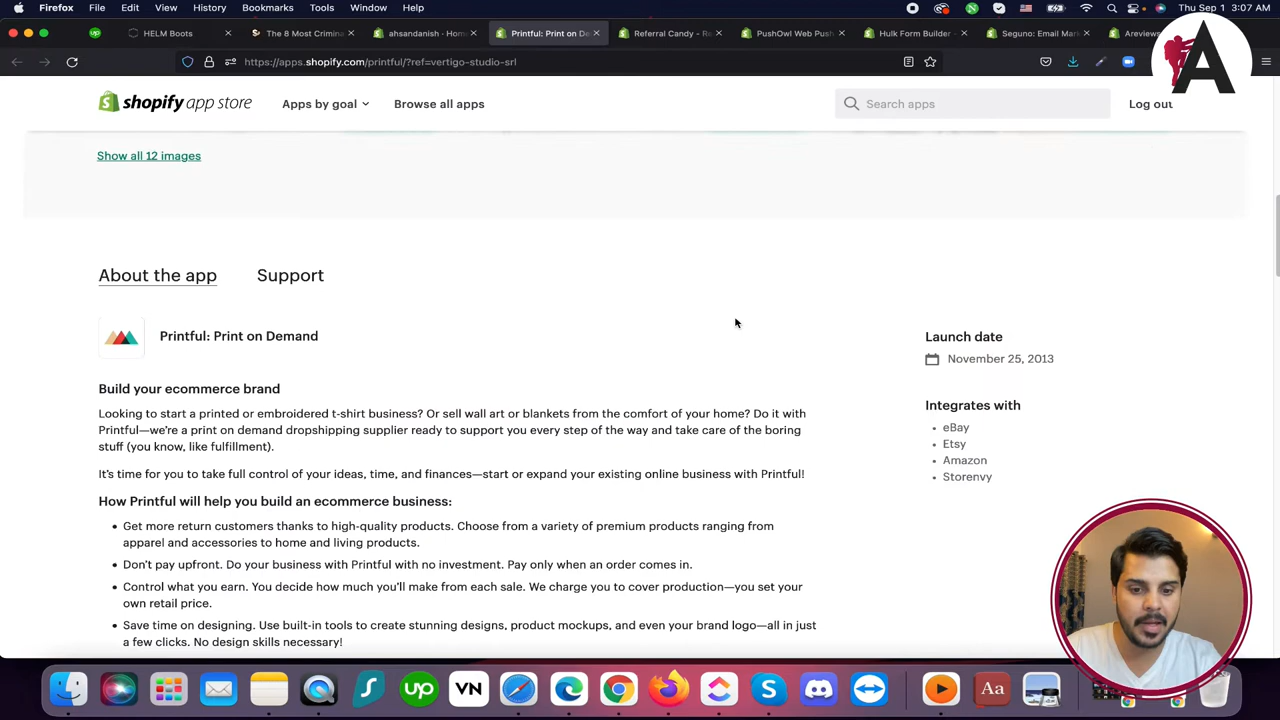 Firefox File Edit View History Bookmarks Tools Window Help Thu Sep 1 3:07 AM
up HELM Boots The 8 Most Crimina ahsandanish · Home Printful: Print on De Referral Candy - Re PushOwl Web Push Hulk Form Builder - Seguno: Email Mark Areviews
https://apps.shopify.com/printful/?ref=vertigo-studio-srl
A
shopify app store Apps by goal Browse all apps Search apps Log out
Show all 12 images
About the app Support
Printful: Print on Demand
Launch date
November 25, 2013
Build your ecommerce brand
Looking to start a printed or embroidered t-shirt business? Or sell wall art or blankets from the comfort of your home? Do it with
Printful—we're a print on demand dropshipping supplier ready to support you every step of the way and take care of the boring
stuff (you know, like fulfillment).
Integrates with
• eBay
• Etsy
• Amazon
• Storenvy
It's time for you to take full control of your ideas, time, and finances—start or expand your existing online business with Printful!
How Printful will help you build an ecommerce business:
• Get more return customers thanks to high-quality products. Choose from a variety of premium products ranging from
apparel and accessories to home and living products.
• Don't pay upfront. Do your business with Printful with no investment. Pay only when an order comes in.
• Control what you earn. You decide how much you'll make from each sale. We charge you to cover production—you set your
own retail price.
• Save time on designing. Use built-in tools to create stunning designs, product mockups, and even your brand logo—all in just
a few clicks. No design skills necessary!
up VN S Aa